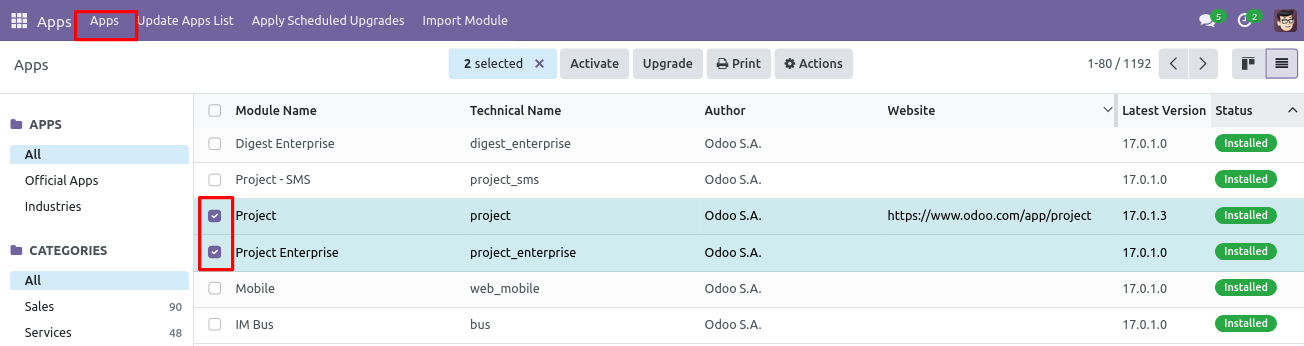 Apps Apps Update Apps List Apply Scheduled Upgrades Import Module 5 2
Apps 2 selected × Activate Upgrade Print Actions 1-80 / 1192
APPS
All
Official Apps
Industries
CATEGORIES
All
Sales 90
Services 48
Module Name Technical Name Author Website Latest Version Status
Digest Enterprise digest_enterprise Odoo S.A. 17.0.1.0 Installed
Project - SMS project_sms Odoo S.A. 17.0.1.0 Installed
Project project Odoo S.A. https://www.odoo.com/app/project 17.0.1.3 Installed
Project Enterprise project_enterprise Odoo S.A. 17.0.1.0 Installed
Mobile web_mobile Odoo S.A. 17.0.1.0 Installed
IM Bus bus Odoo S.A. 17.0.1.0 Installed